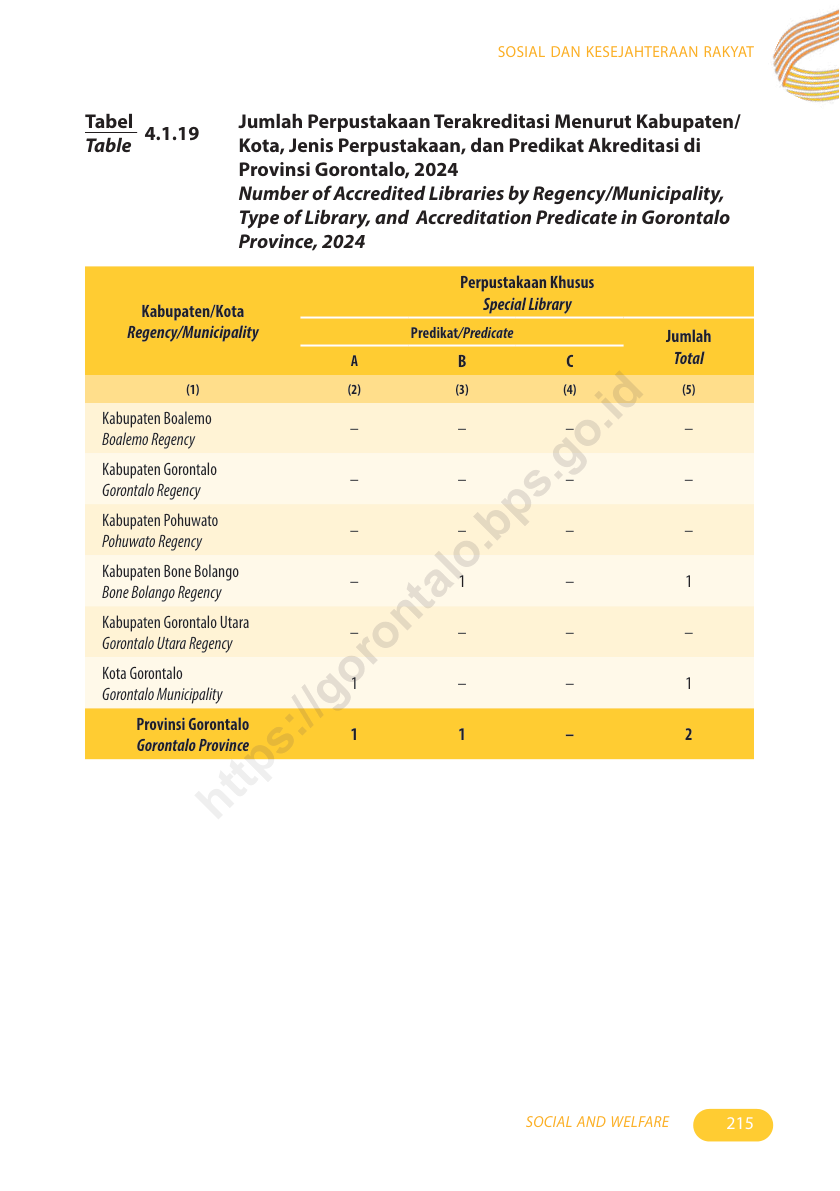 SOSIAL DAN KESEJAHTERAAN RAKYAT
Tabel
Table
4.1.19
Jumlah Perpustakaan Terakreditasi Menurut Kabupaten/
Kota, Jenis Perpustakaan, dan Predikat Akreditasi di
Provinsi Gorontalo, 2024
Number of Accredited Libraries by Regency/Municipality,
Type of Library, and Accreditation Predicate in Gorontalo
Province, 2024
Kabupaten/Kota
Regency/Municipality
Perpustakaan Khusus
Special Library
Predikat/Predicate
Jumlah
Total
A B C
(1) (2) (3) (4) (5)
Kabupaten Boalemo
Boalemo Regency
– – – –
Kabupaten Gorontalo
Gorontalo Regency
– – – –
Kabupaten Pohuwato
Pohuwato Regency
– – – –
Kabupaten Bone Bolango
Bone Bolango Regency
– 1 – 1
Kabupaten Gorontalo Utara
Gorontalo Utara Regency
– – – –
Kota Gorontalo
Gorontalo Municipality
1 – – 1
Provinsi Gorontalo
Gorontalo Province
1 1 – 2
https://gorontalo.bps.go.id
SOCIAL AND WELFARE
215